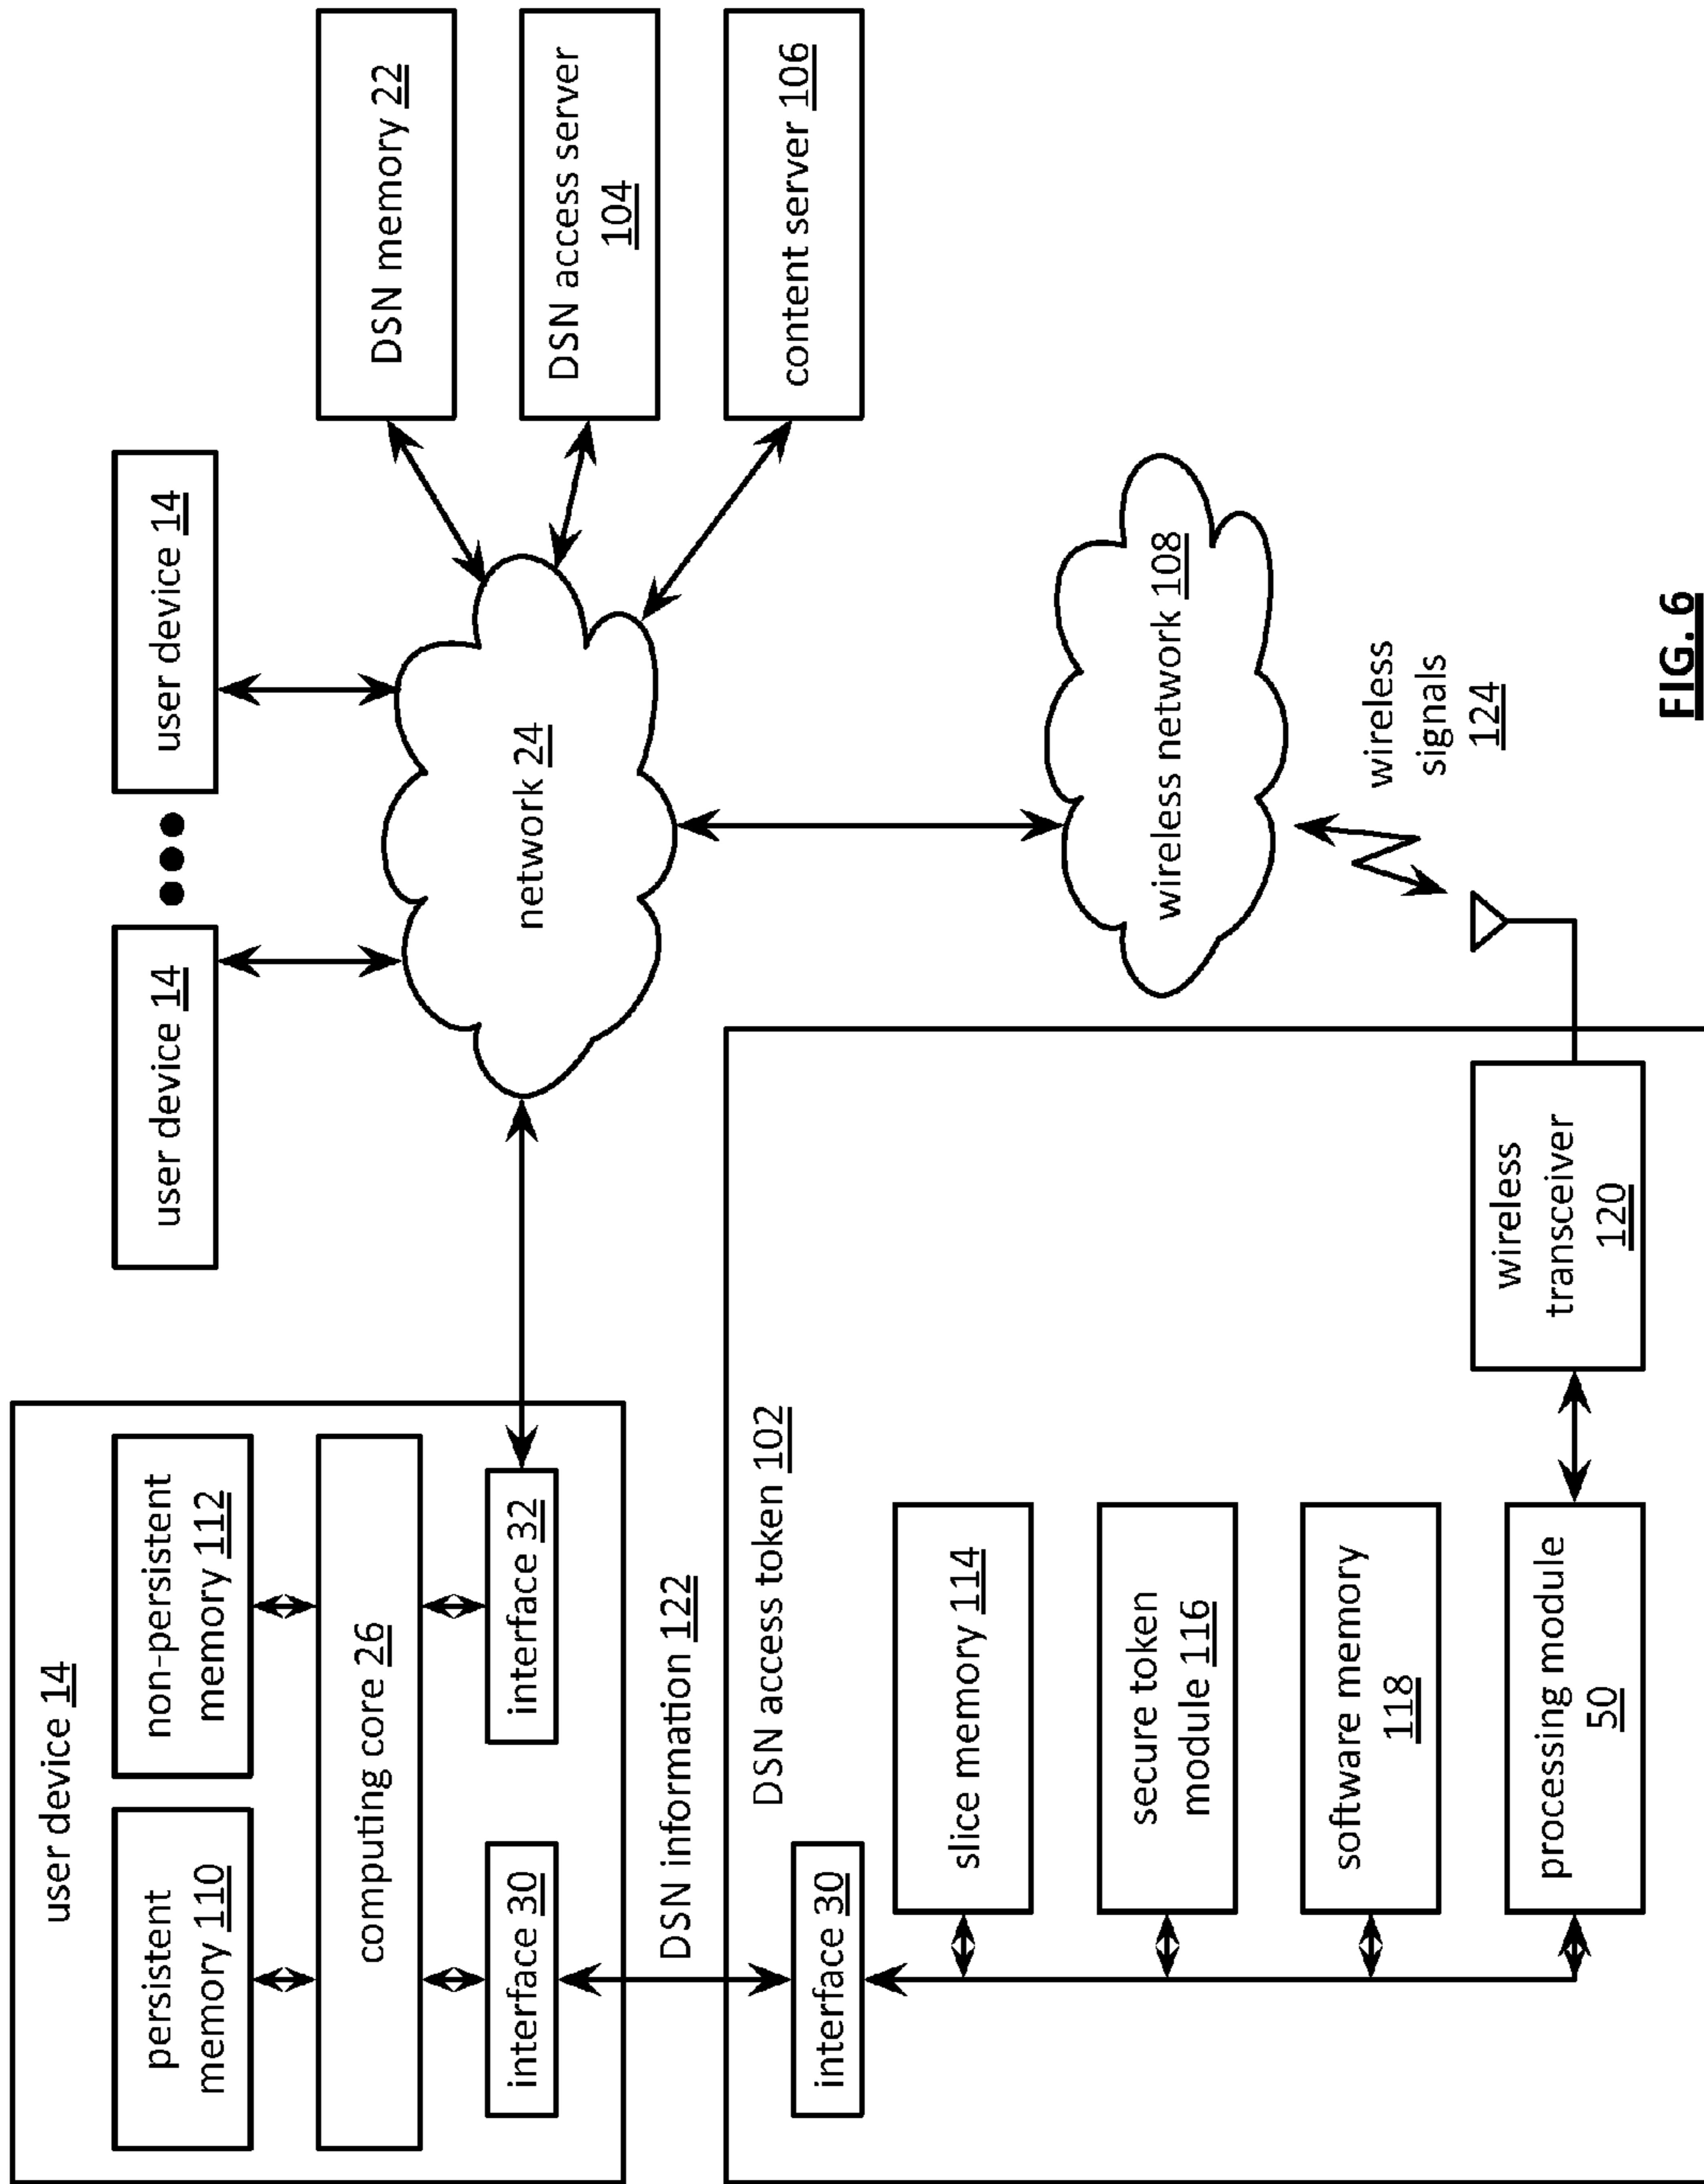 user device 14
persistent
memory 110
non-persistent
memory 112
computing core 26
interface 30
interface 32
user device 14
user device 14
network 24
DSN memory 22
DSN access server
104
content server 106
DSN information 122
DSN access token 102
interface 30
slice memory 114
secure token
module 116
software memory
118
processing module
50
wireless
transceiver
120
wireless network 108
wireless
signals
124
FIG. 6